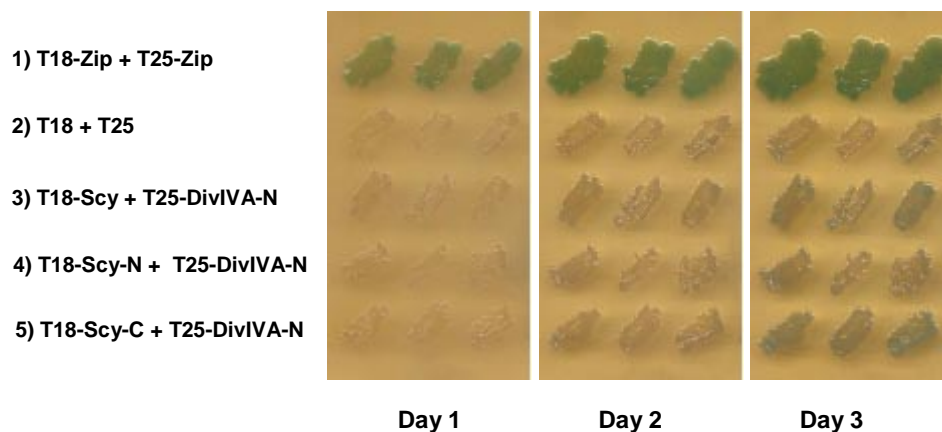 1) T18-Zip + T25-Zip
2) T18 + T25
3) T18-Scy + T25-DivIVA-N
4) T18-Scy-N + T25-DivIVA-N
5) T18-Scy-C + T25-DivIVA-N
Day 1 Day 2 Day 3